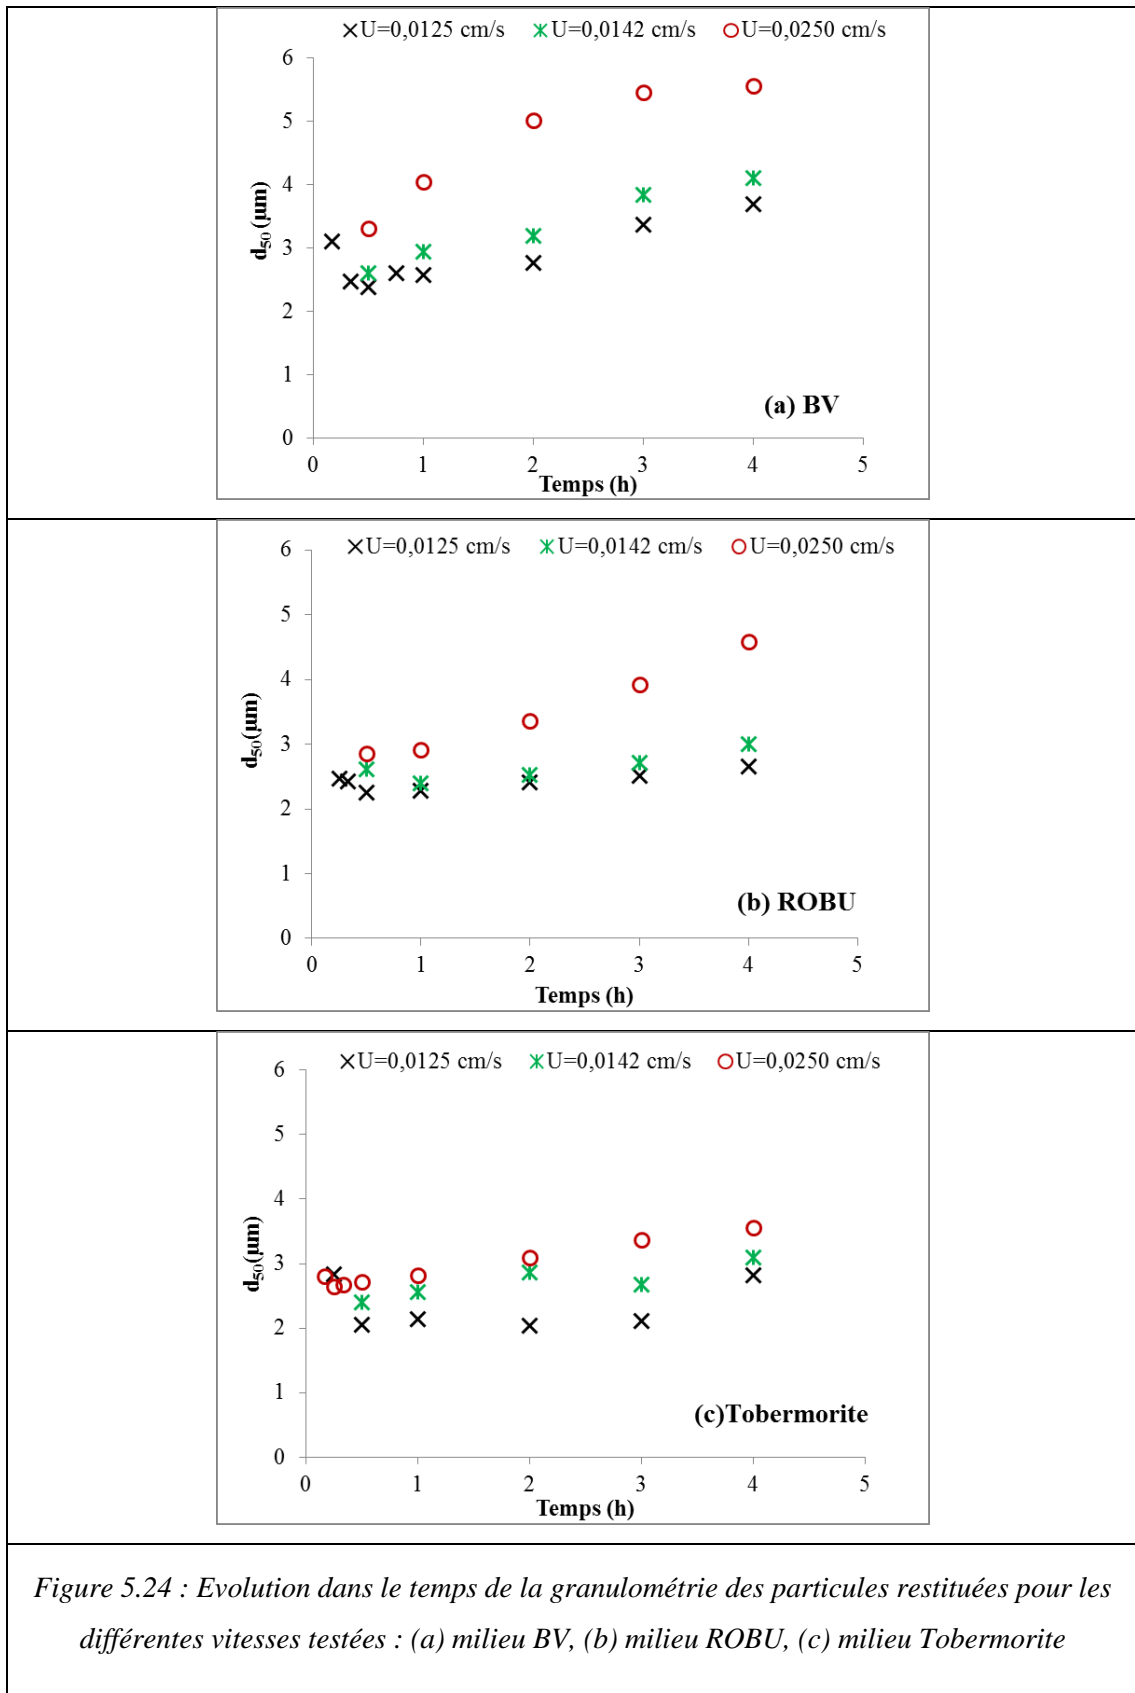 U=0,0125 cm/s U=0,0142 cm/s U=0,0250 cm/s
6
5
4
3
2
1
0
d50 (µm)
0 1 2 3 4 5
Temps (h)
(a) BV
U=0,0125 cm/s U=0,0142 cm/s U=0,0250 cm/s
6
5
4
3
2
1
0
d50(µm)
0 1 2 3 4 5
Temps (h)
(b) ROBU
U=0,0125 cm/s U=0,0142 cm/s U=0,0250 cm/s
6
5
4
3
2
1
0
d50(µm)
0 1 2 3 4 5
Temps (h)
(c)Tobermorite
Figure 5.24 : Evolution dans le temps de la granulométrie des particules restituées pour les
différentes vitesses testées : (a) milieu BV, (b) milieu ROBU, (c) milieu Tobermorite